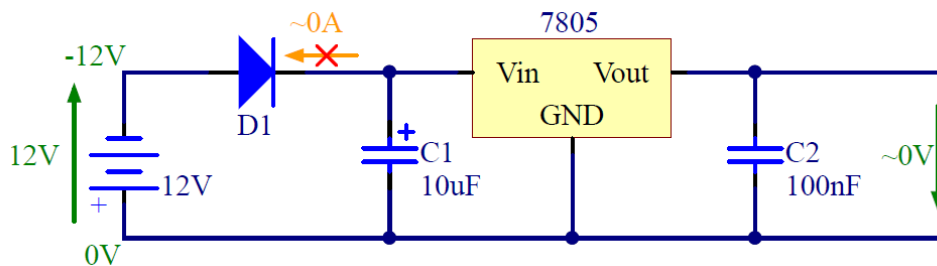 7805
~0A
-12V
Vin
Vout
D1
GND
+
C1
10uF
C2
100nF
12V
12V
~0V
+
0V